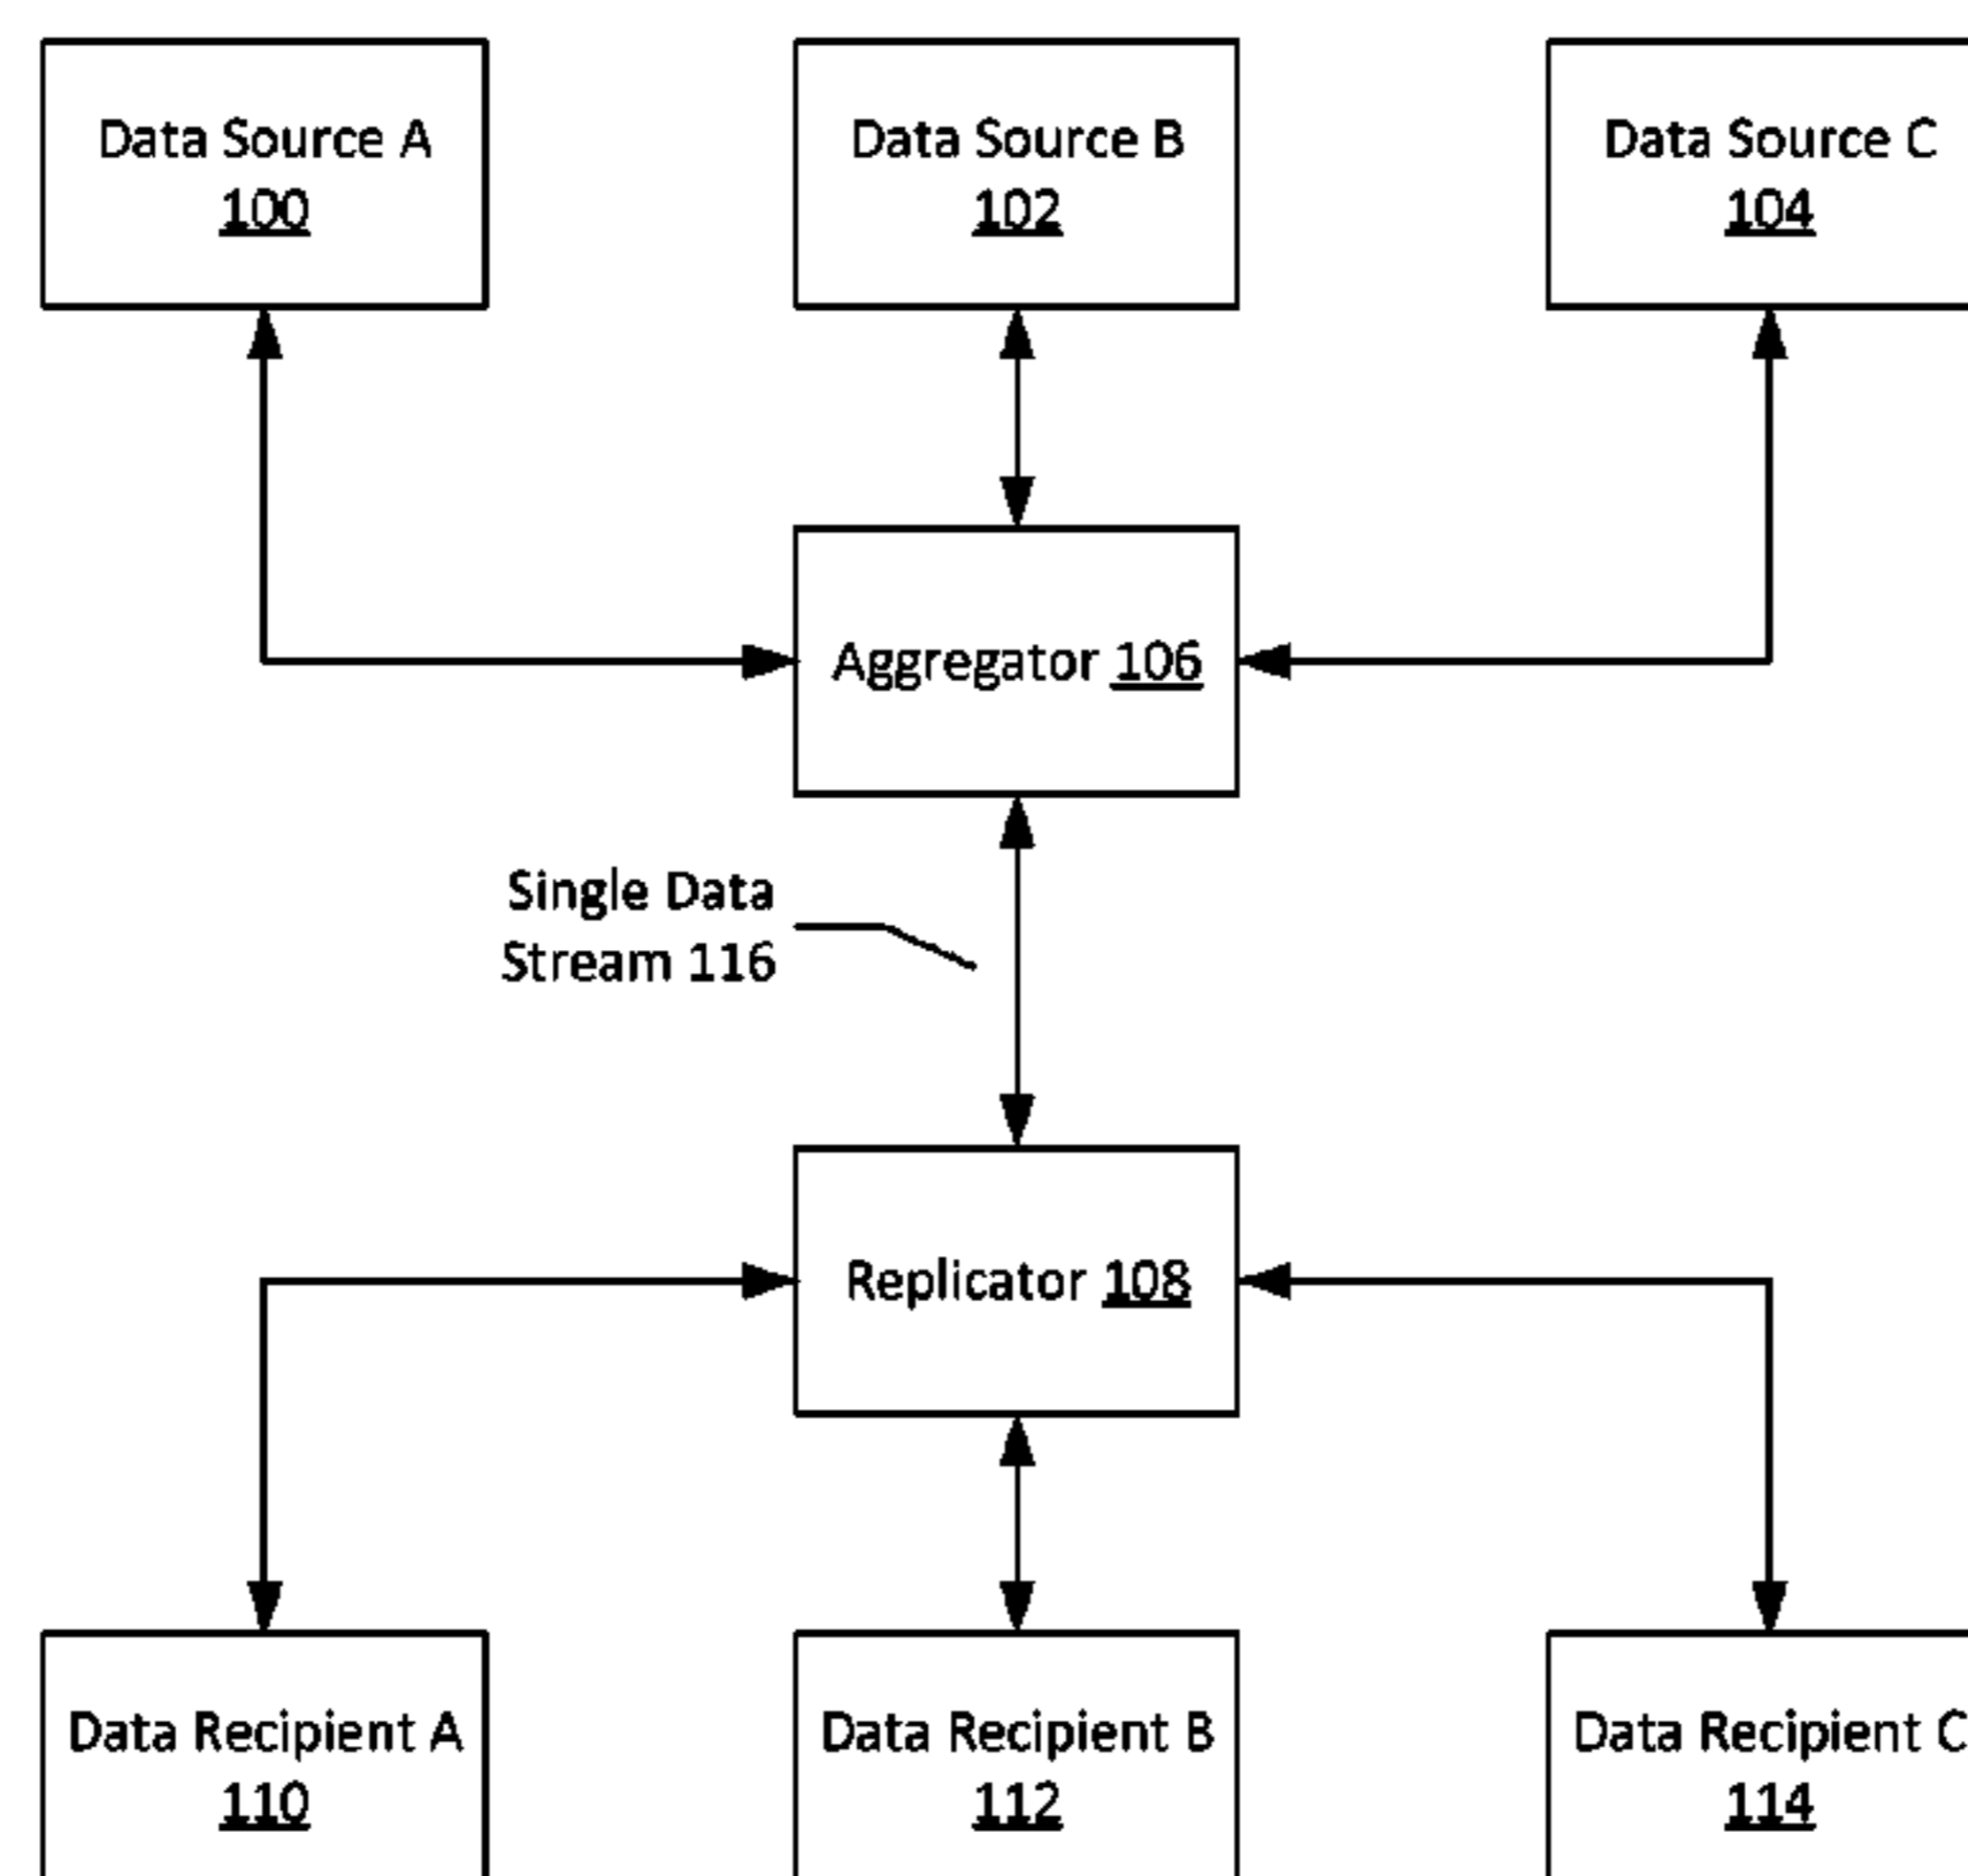 Data Source A
100
Data Source B
102
Data Source C
104
Aggregator 106
Single Data
Stream 116
Replicator 108
Data Recipient A
110
Data Recipient B
112
Data Recipient C
114